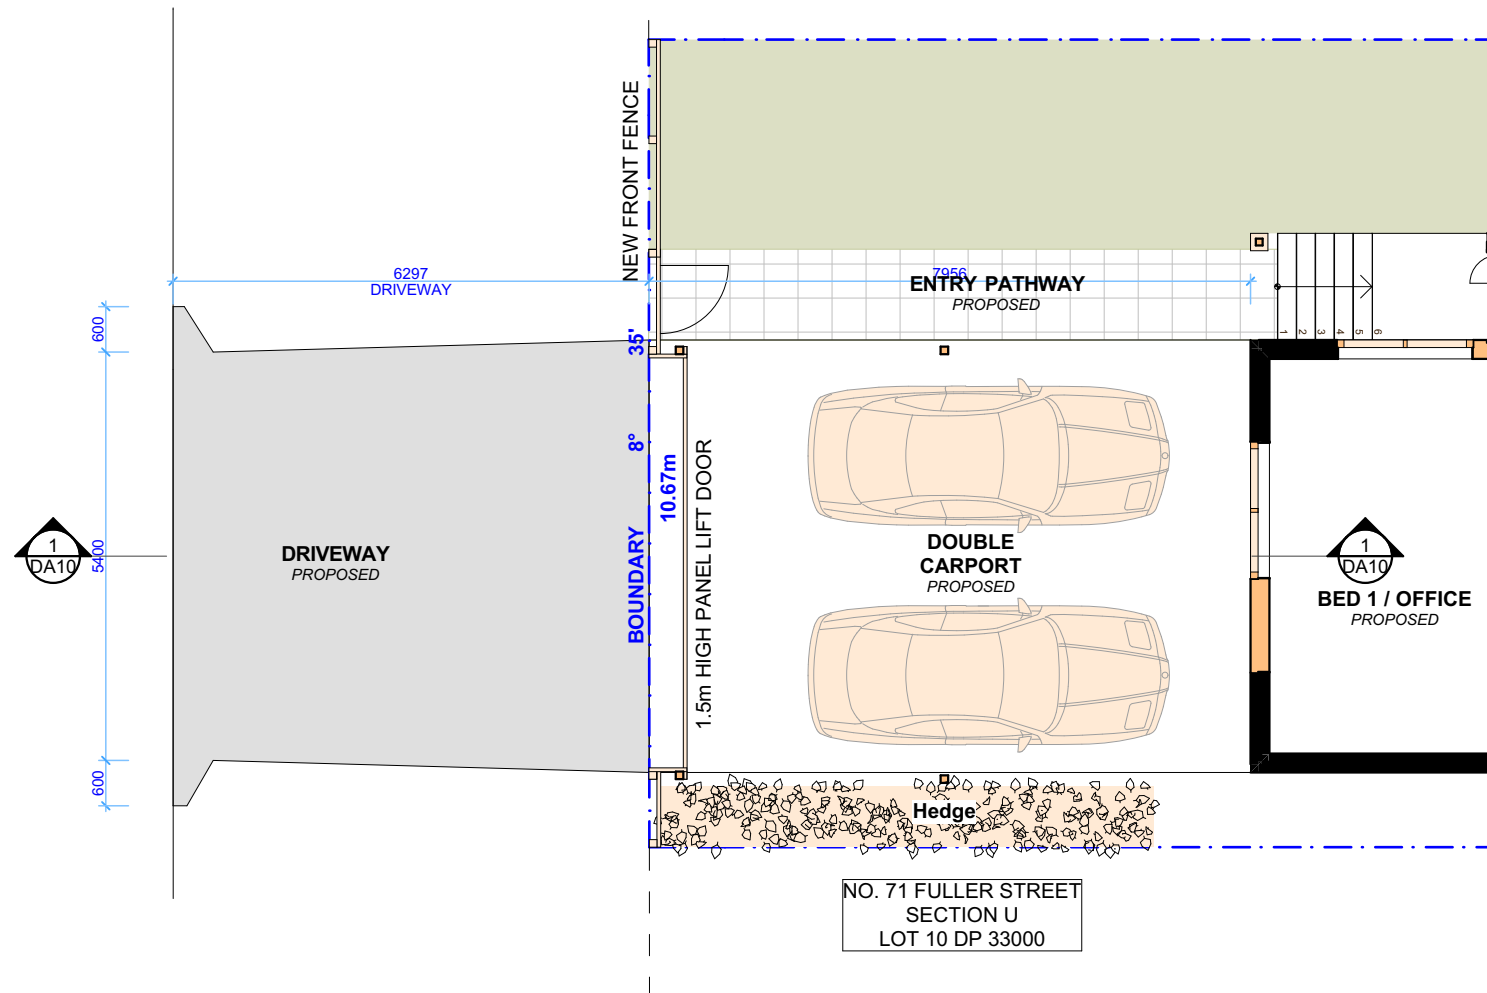 NEW FRONT FENCE
6297
DRIVEWAY
7956
ENTRY PATHWAY
PROPOSED
1
2
3
4
5
6
600
5400
600
35'
8°
BOUNDARY
10.67m
1.5m HIGH PANEL LIFT DOOR
1
DA10
DRIVEWAY
PROPOSED
DOUBLE
CARPORT
PROPOSED
1
DA10
BED 1 / OFFICE
PROPOSED
Hedge
NO. 71 FULLER STREET
SECTION U
LOT 10 DP 33000